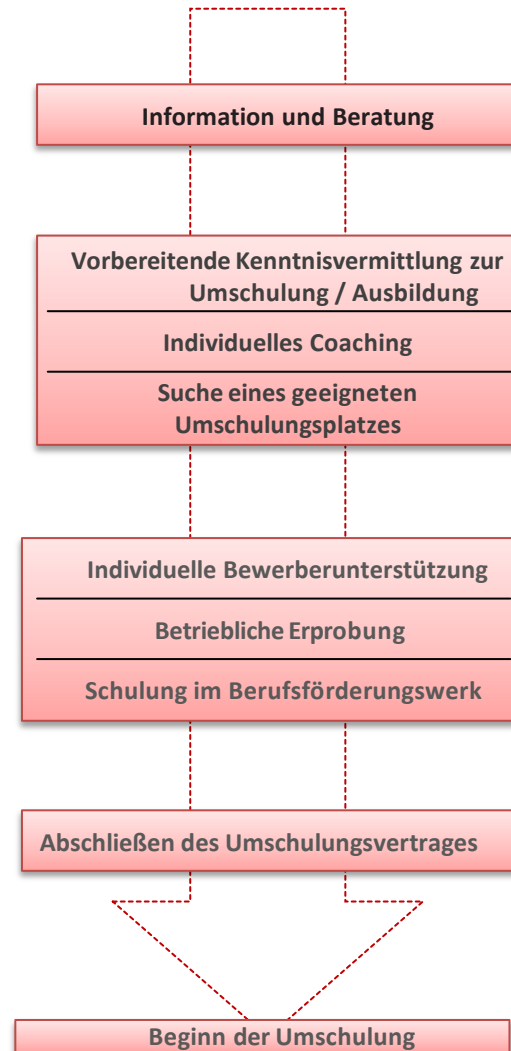 Information und Beratung
Vorbereitende Kenntnisvermittlung zur
Umschulung / Ausbildung
Individuelles Coaching
Suche eines geeigneten
Umschulungsplatzes
Individuelle Bewerberunterstützung
Betriebliche Erprobung
Schulung im Berufsförderungswerk
Abschließen des Umschulungsvertrages
Beginn der Umschulung